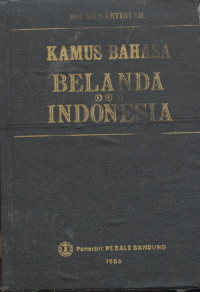 KAMUS BAHASA
BELANDA
INDONESIA
Penerbit: PT. BALE BANDUNG
1986